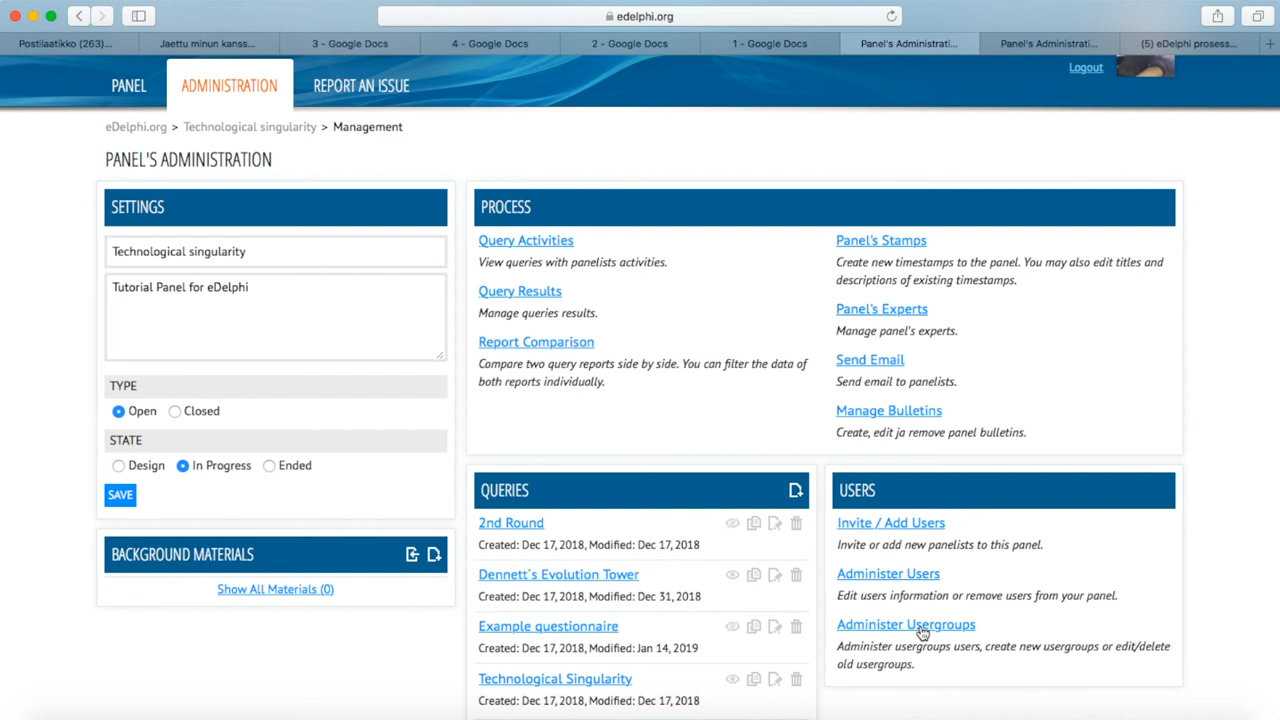 edelphi.org
Postilaatikko (263)...
Jaettu minun kanss...
3 - Google Docs
4 - Google Docs
2 - Google Docs
1 - Google Docs
Panel's Administrati...
Panel's Administrati...
(5) eDelphi prosess...
PANEL
ADMINISTRATION
REPORT AN ISSUE
Logout
eDelphi.org > Technological singularity > Management
PANEL'S ADMINISTRATION
SETTINGS
Technological singularity
Tutorial Panel for eDelphi
TYPE
Open
Closed
STATE
Design
In Progress
Ended
SAVE
BACKGROUND MATERIALS
Show All Materials (0)
PROCESS
Query Activities
View queries with panelists activities.
Query Results
Manage queries results.
Report Comparison
Compare two query reports side by side. You can filter the data of
both reports individually.
Panel's Stamps
Create new timestamps to the panel. You may also edit titles and
descriptions of existing timestamps.
Panel's Experts
Manage panel's experts.
Send Email
Send email to panelists.
Manage Bulletins
Create, edit ja remove panel bulletins.
QUERIES
2nd Round
Created: Dec 17, 2018, Modified: Dec 17, 2018
Dennett´s Evolution Tower
Created: Dec 17, 2018, Modified: Dec 31, 2018
Example questionnaire
Created: Dec 17, 2018, Modified: Jan 14, 2019
Technological Singularity
Created: Dec 17, 2018, Modified: Dec 17, 2018
USERS
Invite / Add Users
Invite or add new panelists to this panel.
Administer Users
Edit users information or remove users from your panel.
Administer Usergroups
Administer usergroups users, create new usergroups or edit/delete
old usergroups.